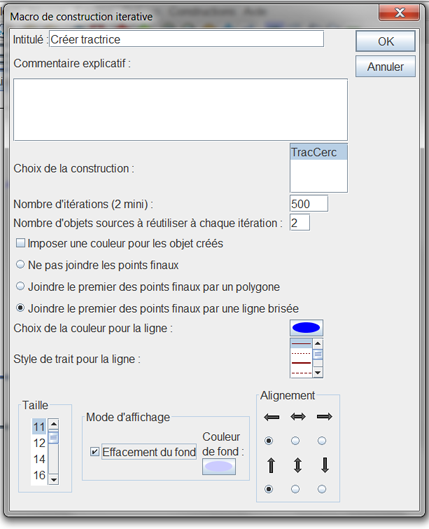 Macro de construction iterative
Intitulé : Créer tractrice
OK
Commentaire explicatif :
Annuler
TracCerc
Choix de la construction :
Nombre d'itérations (2 mini) : 500
Nombre d'objets sources à réutiliser à chaque itération : 2
Imposer une couleur pour les objet créés
Ne pas joindre les points finaux
Joindre le premier des points finaux par un polygone
Joindre le premier des points finaux par une ligne brisée
Choix de la couleur pour la ligne :
Style de trait pour la ligne :
Taille
11
12
14
16
Mode d'affichage
Effacement du fond
Couleur
de fond :
Alignement